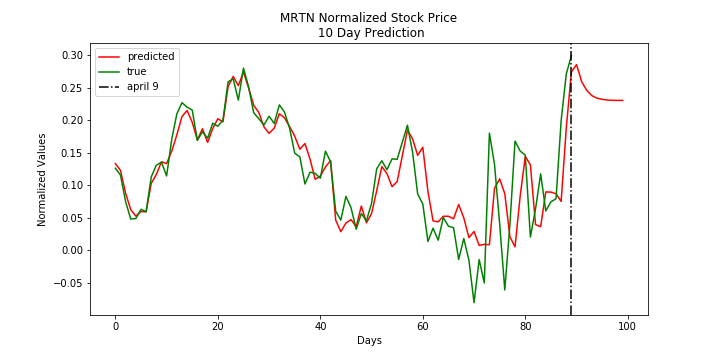 MRTN Normalized Stock Price
10 Day Prediction
predicted
true
april 9
Normalized Values
0.30
0.25
0.20
0.15
0.10
0.05
0.00
−0.05
0
20
40
60
80
100
Days